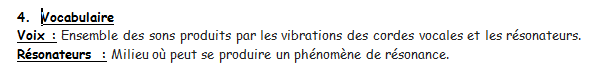 4. Vocabulaire
Voix : Ensemble des sons produits par les vibrations des cordes vocales et les résonateurs.
Résonateurs : Milieu où peut se produire un phénomène de résonance.